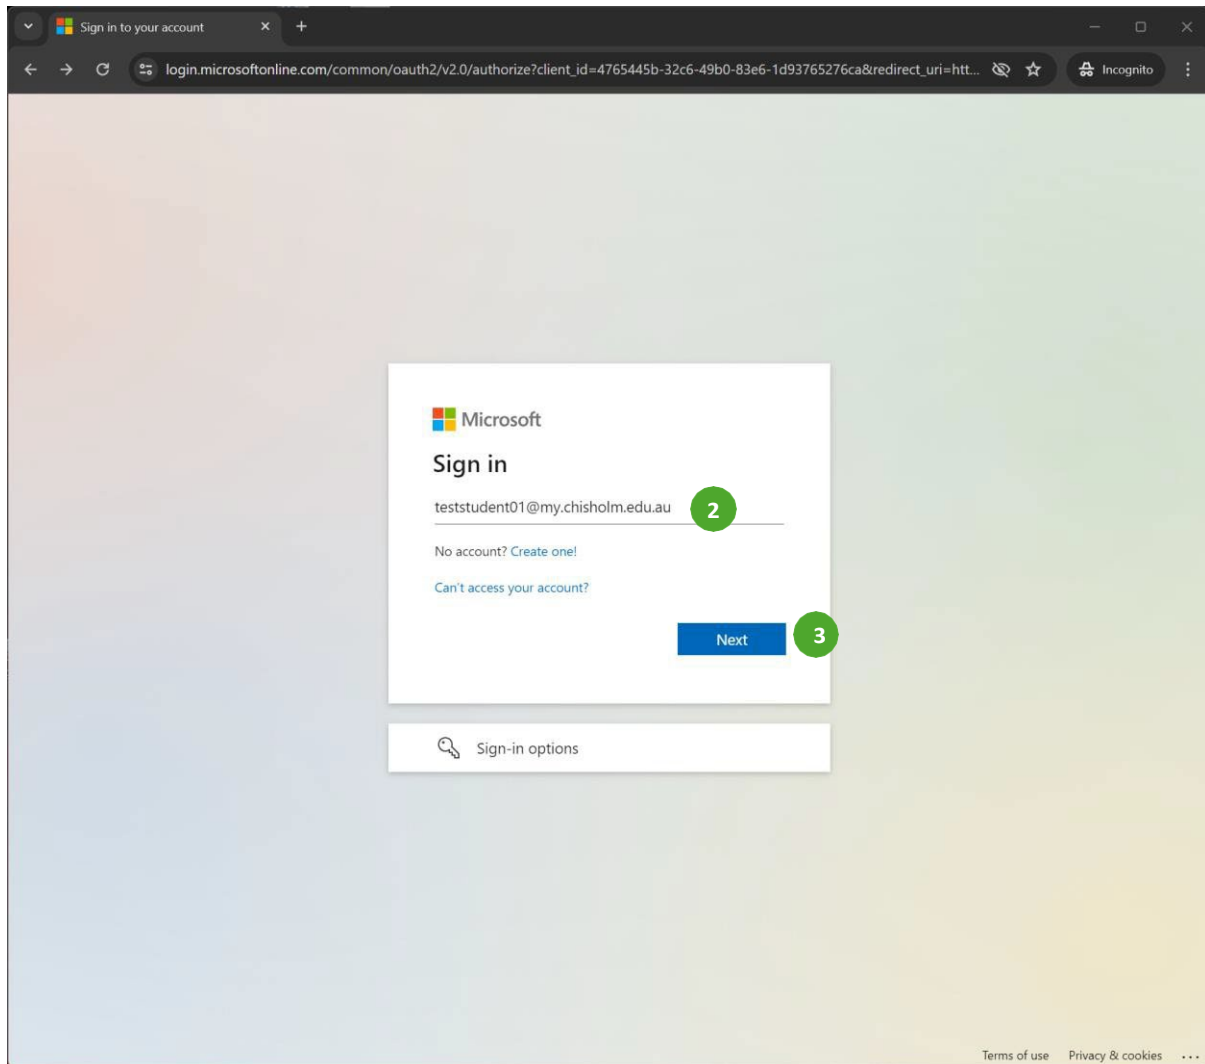 Sign in to your account
login.microsoftonline.com/common/oauth2/v2.0/authorize?client_id=4765445b-32c6-49b0-83e6-1d93765276ca&redirect_uri=htt... Incognito
Microsoft
Sign in
teststudent01@my.chisholm.edu.au 2
No account? Create one!
Can't access your account?
Next 3
Sign-in options
Terms of use Privacy & cookies ...